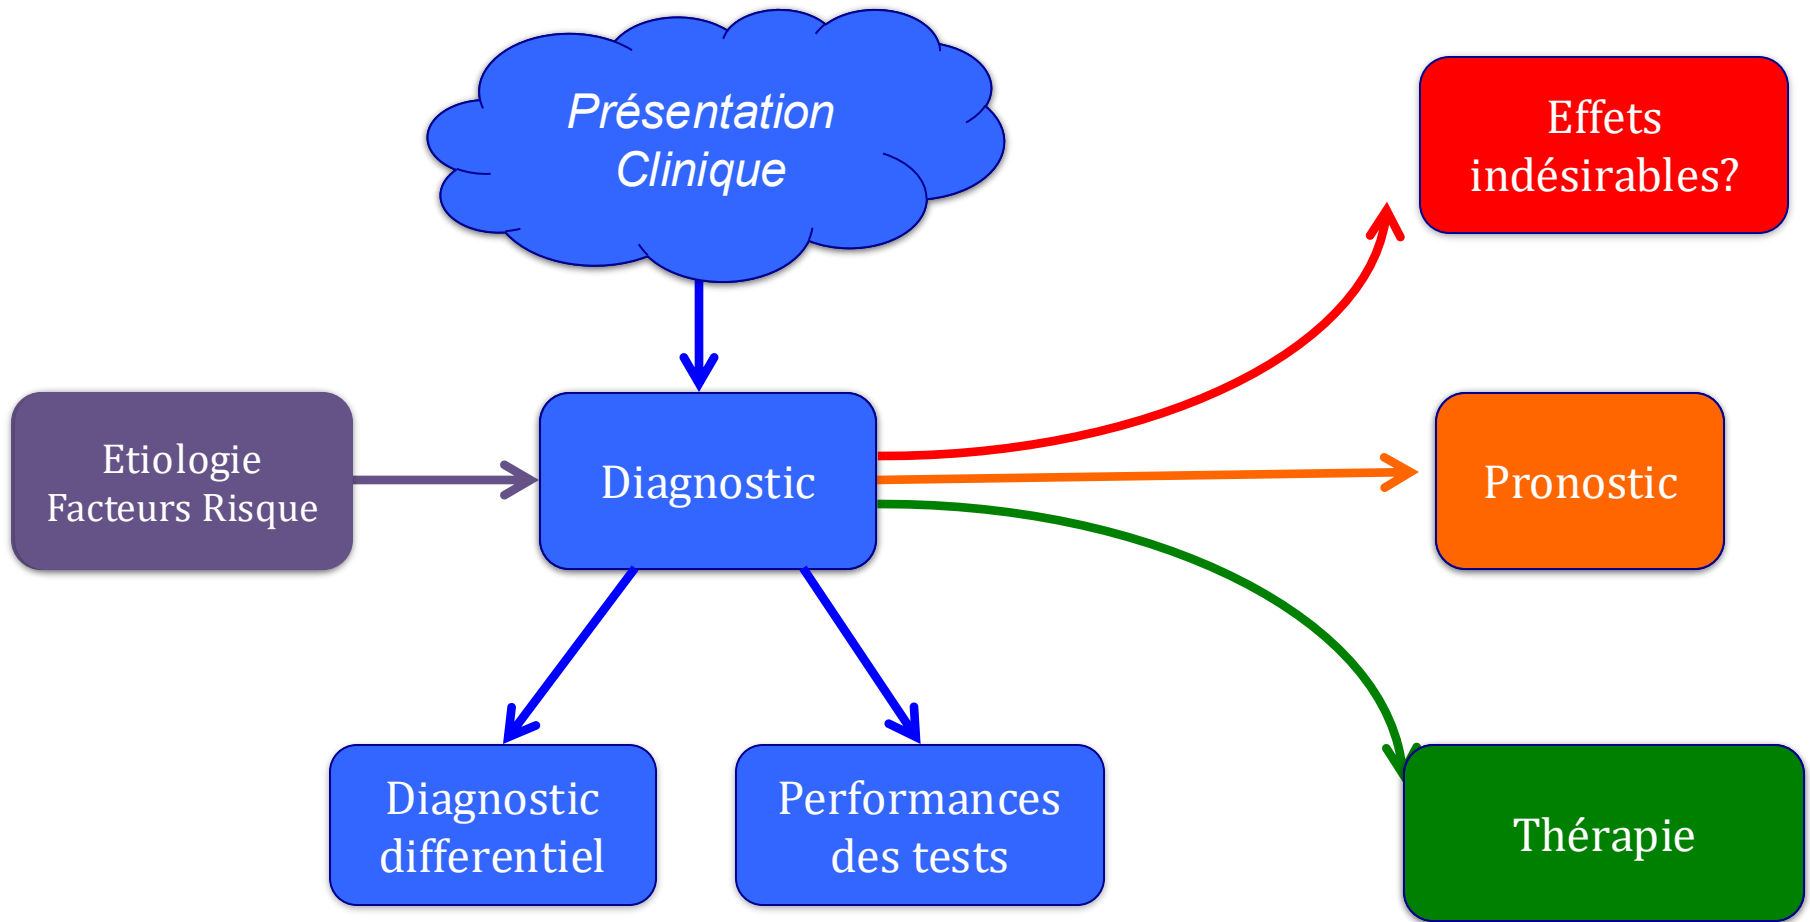 Présentation
Clinique
Effets
indésirables?
Etiologie
Facteurs Risque
Diagnostic
Pronostic
Diagnostic
differentiel
Performances
des tests
Thérapie